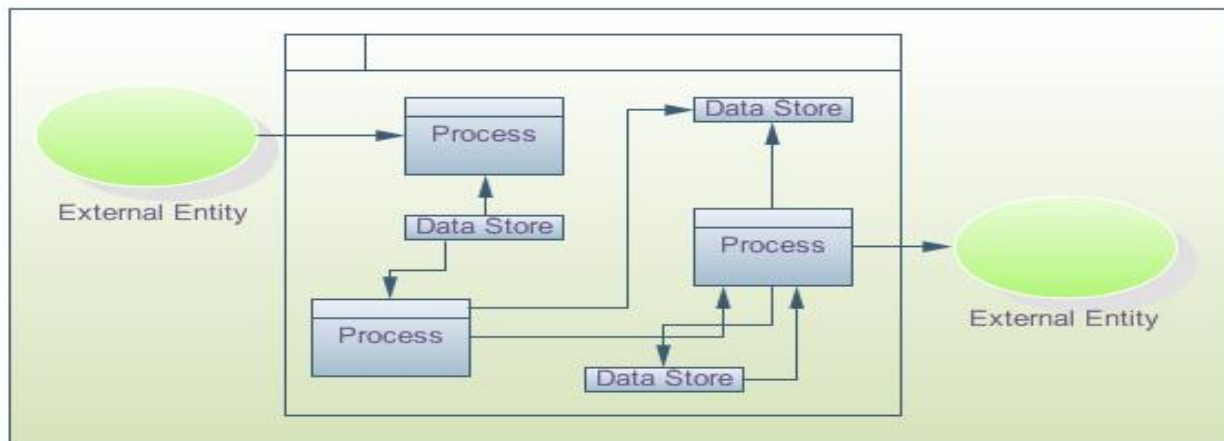 External Entity
Process
Data Store
Process
Data Store
Process
Data Store
External Entity